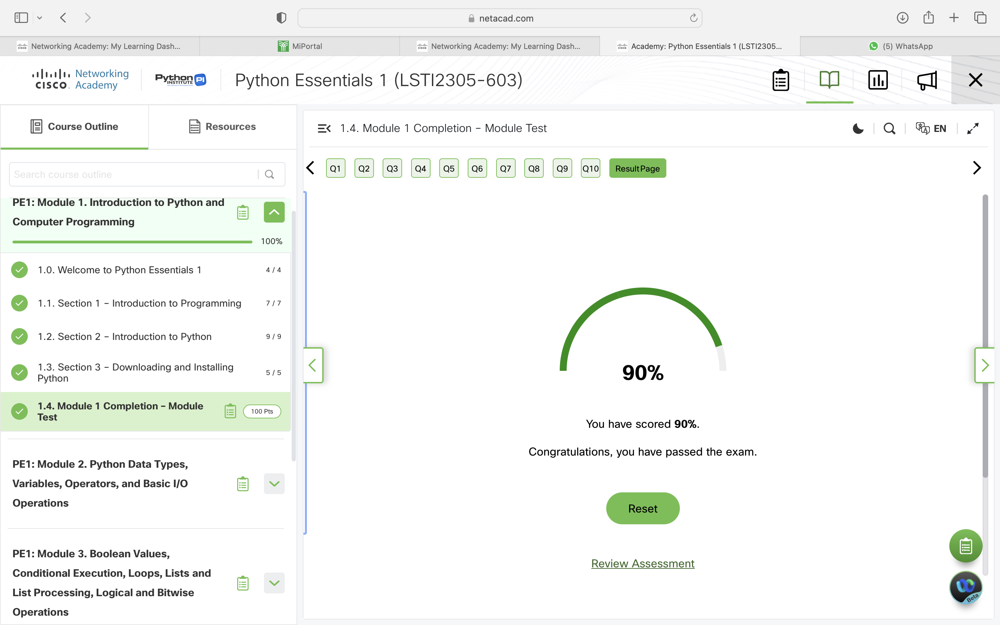 netacad.com
Networking Academy: My Learning Dash...
MiPortal
Networking Academy: My Learning Dash...
Academy: Python Essentials 1 (LSTI2305...
(5) WhatsApp
CISCO
Networking
Academy
Python
INSTITUTE
PI
Python Essentials 1 (LSTI2305-603)
Course Outline
Resources
Search course outline
PE1: Module 1. Introduction to Python and
Computer Programming
100%
1.0. Welcome to Python Essentials 1
4 / 4
1.1. Section 1 – Introduction to Programming
7 / 7
1.2. Section 2 – Introduction to Python
9 / 9
1.3. Section 3 – Downloading and Installing
Python
5 / 5
1.4. Module 1 Completion – Module
Test
100 Pts
PE1: Module 2. Python Data Types,
Variables, Operators, and Basic I/O
Operations
PE1: Module 3. Boolean Values,
Conditional Execution, Loops, Lists and
List Processing, Logical and Bitwise
Operations
1.4. Module 1 Completion – Module Test
EN
Q1
Q2
Q3
Q4
Q5
Q6
Q7
Q8
Q9
Q10
Result Page
90%
You have scored 90%.
Congratulations, you have passed the exam.
Reset
Review Assessment
Beta